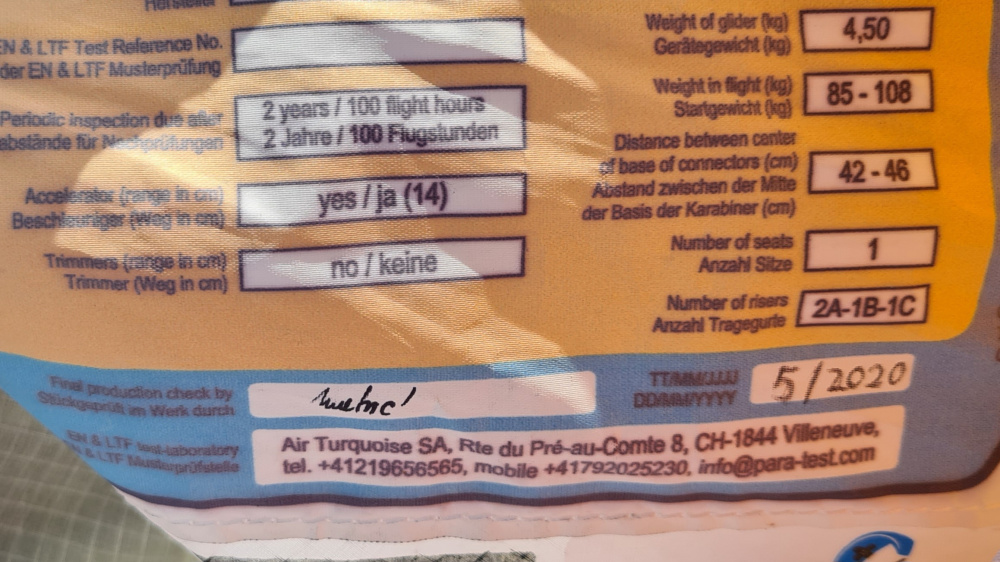 Hersteller
EN & LTF Test Reference No.
der EN & LTF Musterprüfung
Periodic inspection due after
abstände für Nachprüfungen
2 years / 100 flight hours
2 Jahre / 100 Flugstunden
Accelerator (range in cm)
Beschleuniger (Weg in cm)
yes / ja (14)
Trimmers (range in cm)
Trimmer (Weg in cm)
no / keine
Weight of glider (kg)
Gerätegewicht (kg)
4,50
Weight in flight (kg)
Startgewicht (kg)
85 - 108
Distance between center
of base of connectors (cm)
Abstand zwischen der Mitte
der Basis der Karabiner (cm)
42 - 46
Number of seats
Anzahl Sitze
1
Number of risers
Anzahl Tragegurte
2A-1B-1C
Final production check by
Stückgeprüft im Werk durch
TT/MM/JJJJ
DD/MM/YYYY
5/2020
EN & LTF test-laboratory
& LTF Musterprüfstelle
Air Turquoise SA, Rte du Pré-au-Comte 8, CH-1844 Villeneuve,
tel. +41219656565, mobile +41792025230, info@para-test.com